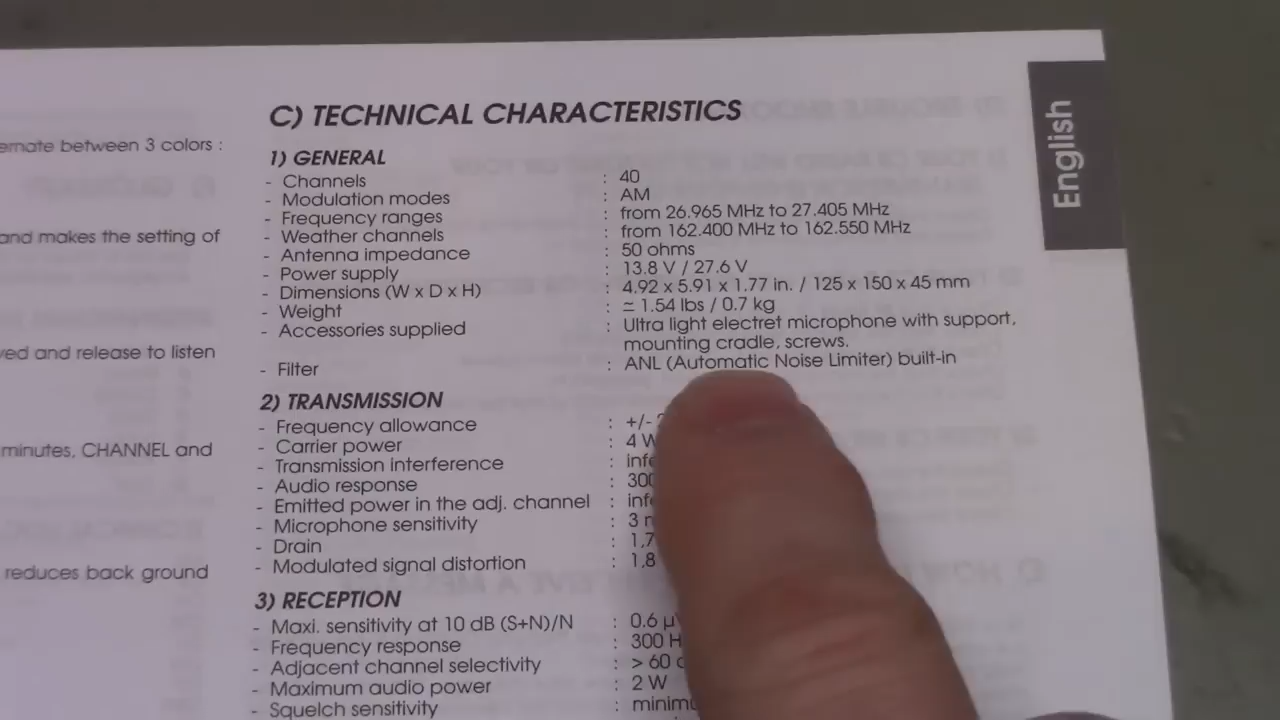 ernate between 3 colors :
and makes the setting of
ved and release to listen
minutes, CHANNEL and
reduces back ground
C) TECHNICAL CHARACTERISTICS
1) GENERAL
- Channels : 40
- Modulation modes : AM
- Frequency ranges : from 26.965 MHz to 27.405 MHz
- Weather channels : from 162.400 MHz to 162.550 MHz
- Antenna impedance : 50 ohms
- Power supply : 13.8 V / 27.6 V
- Dimensions (W x D x H) : 4.92 x 5.91 x 1.77 in. / 125 x 150 x 45 mm
- Weight : ≃ 1.54 lbs / 0.7 kg
- Accessories supplied : Ultra light electret microphone with support,
mounting cradle, screws.
- Filter : ANL (Automatic Noise Limiter) built-in
2) TRANSMISSION
- Frequency allowance : +/-
- Carrier power : 4 W
- Transmission interference : infe
- Audio response : 300
- Emitted power in the adj. channel : infe
- Microphone sensitivity : 3
- Drain : 1,7
- Modulated signal distortion : 1,8
3) RECEPTION
- Maxi. sensitivity at 10 dB (S+N)/N : 0.6 µV
- Frequency response : 300 H
- Adjacent channel selectivity : > 60
- Maximum audio power : 2 W
- Squelch sensitivity : minimu
English